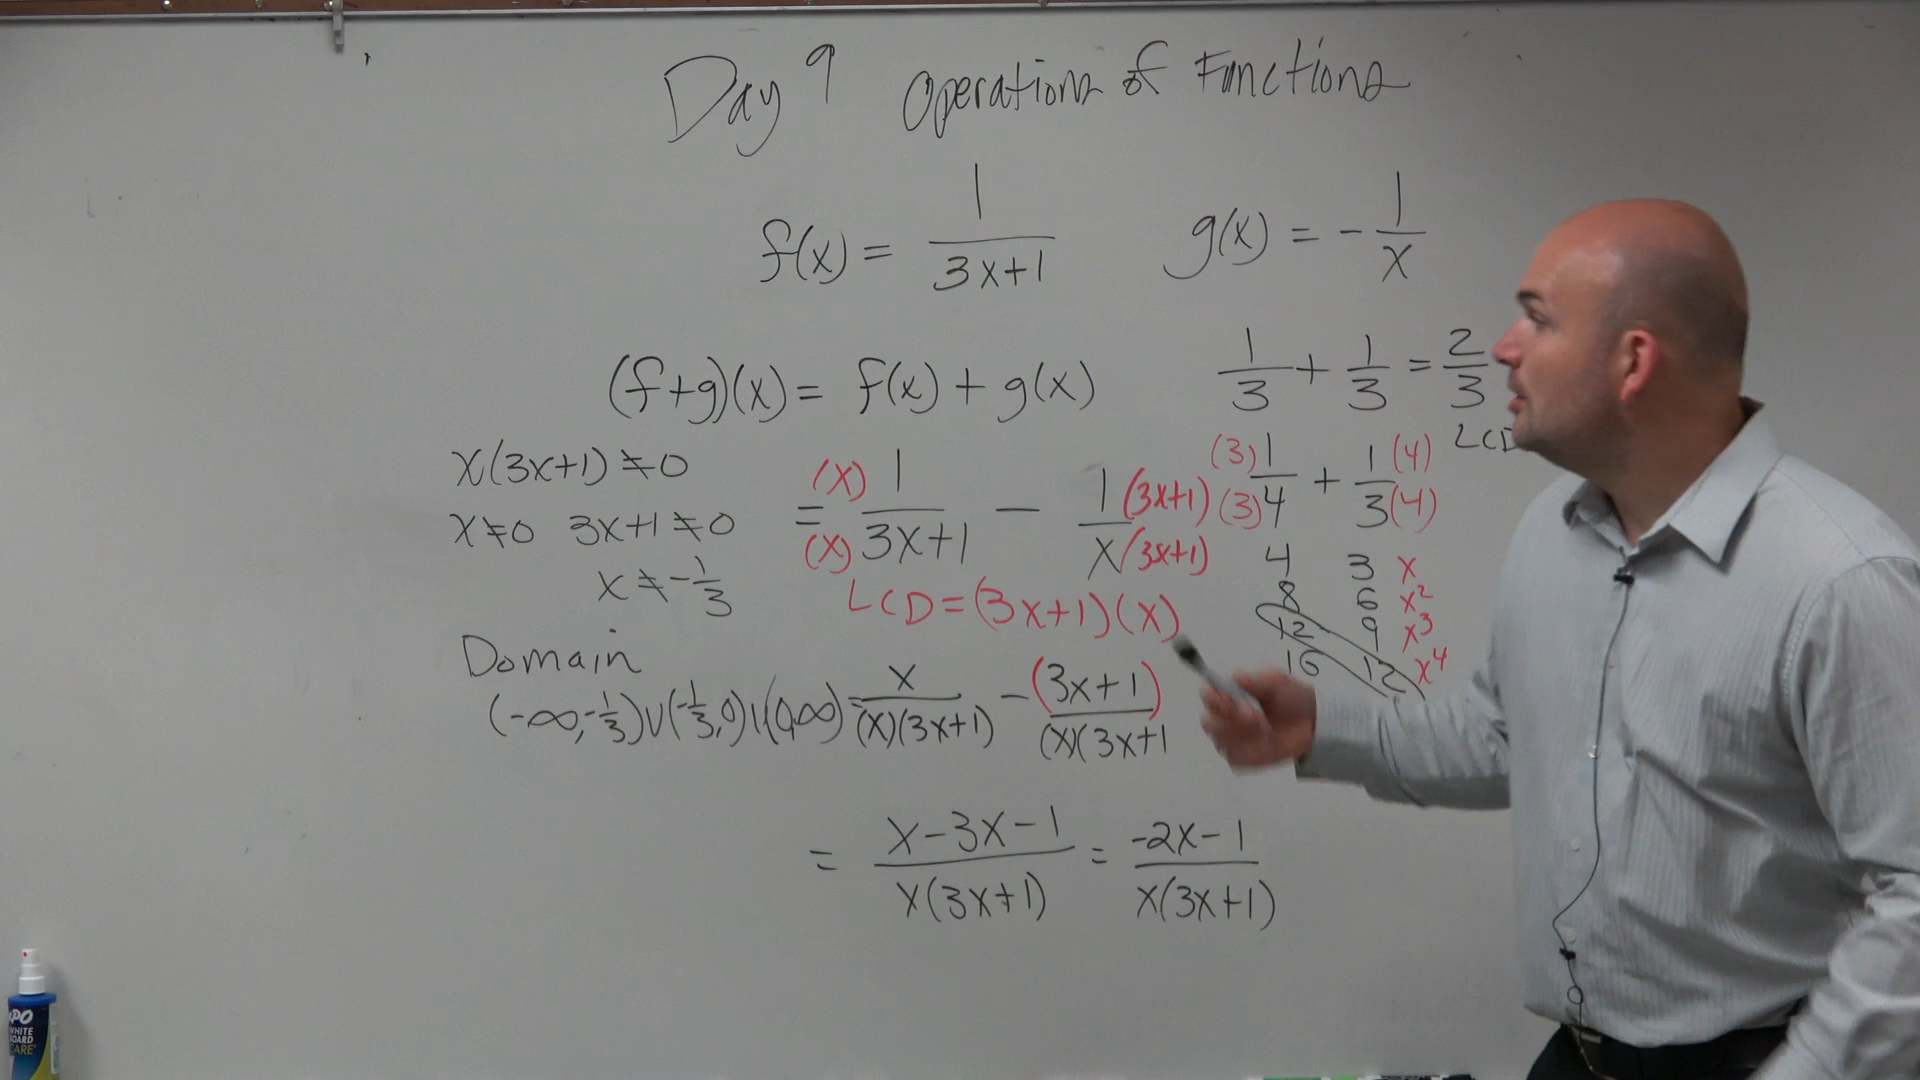 Day 9 Operations of Functions
f(x) = 1/(3x+1)
g(x) = -1/x
(f+g)(x) = f(x) + g(x)
1/3 + 1/3 = 2/3
LCD
x(3x+1) ≠ 0
x ≠ 0 3x+1 ≠ 0
x ≠ -1/3
Domain
(-∞, -1/3) ∪ (-1/3, 0) ∪ (0, ∞)
= (x) 1 / (x) 3x+1 - 1 (3x+1) / x (3x+1)
LCD = (3x+1)(x)
= x / (x)(3x+1) - (3x+1) / (x)(3x+1
= x-3x-1 / x(3x+1) = -2x-1 / x(3x+1)
(3) 1 / (3) 4 + 1 (4) / 3 (4)
4 3 x
8 6 x²
12 9 x³
16 12 x⁴
XPO
WHITE
BOARD
CARE